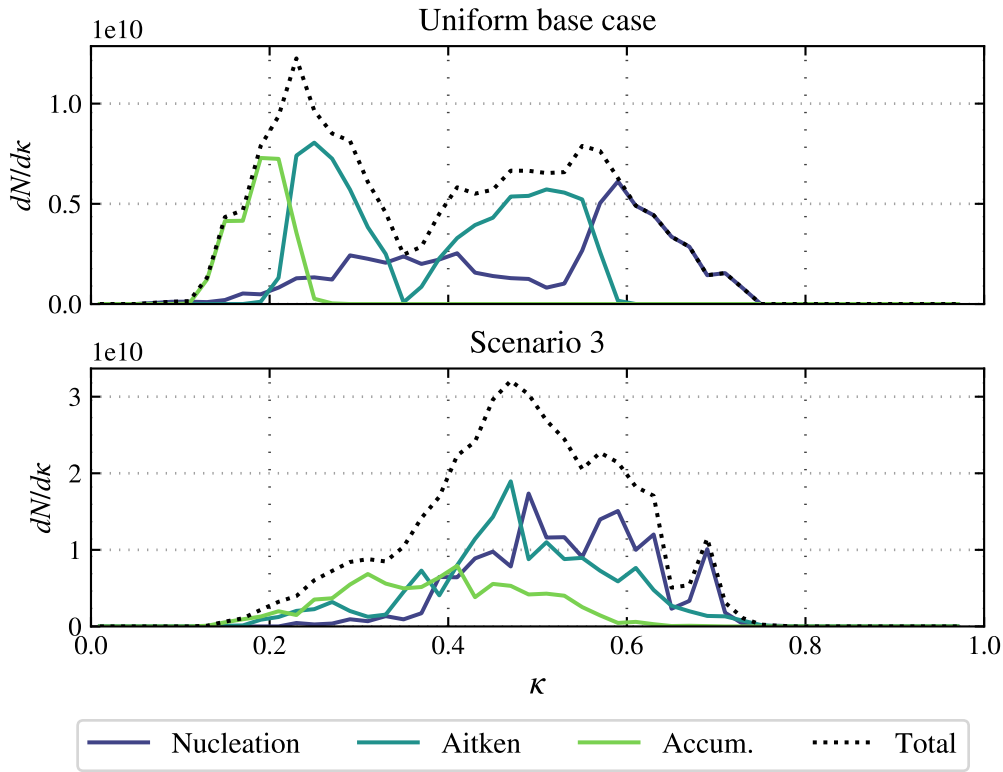 Uniform base case
1e10
1.0
0.5
0.0
dN/dκ
Scenario 3
1e10
3
2
1
0
dN/dκ
0.0 0.2 0.4 0.6 0.8 1.0
κ
Nucleation Aitken Accum. Total